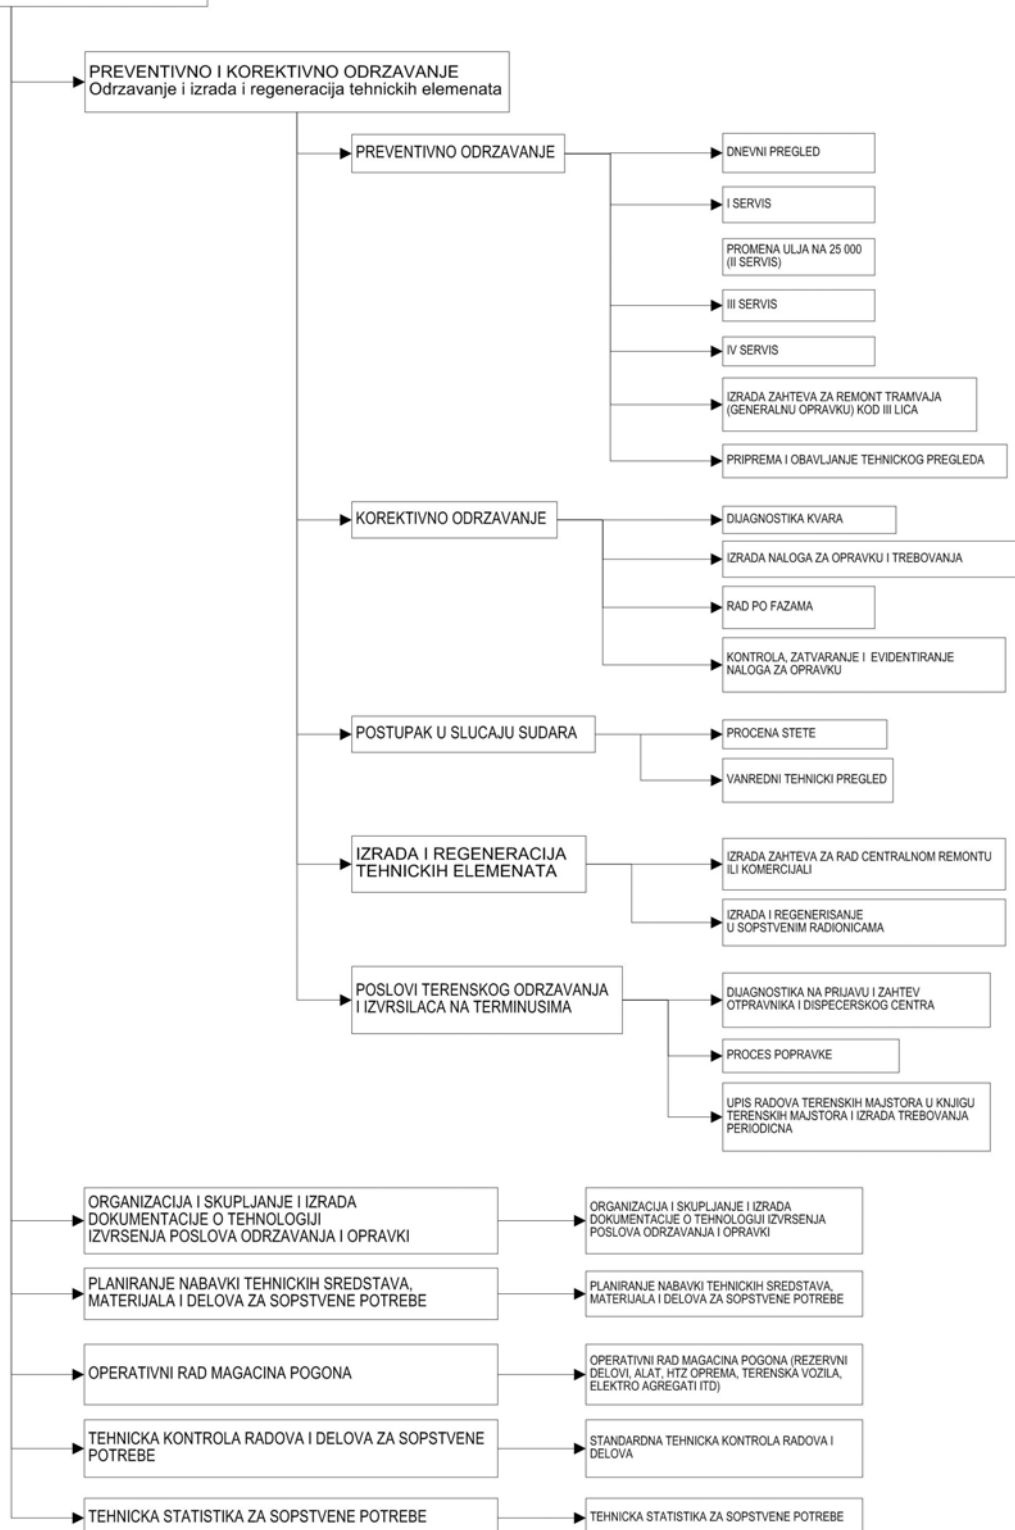 PREVENTIVNO I KOREKTIVNO ODRZAVANJE
Odrzavanje i izrada i regeneracija tehnickih elemenata
PREVENTIVNO ODRZAVANJE
DNEVNI PREGLED
I SERVIS
PROMENA ULJA NA 25 000
(II SERVIS)
III SERVIS
IV SERVIS
IZRADA ZAHTEVA ZA REMONT TRAMVAJA
(GENERALNU OPRAVKU) KOD III LICA
PRIPREMA I OBAVLJANJE TEHNICKOG PREGLEDA
KOREKTIVNO ODRZAVANJE
DIJAGNOSTIKA KVARA
IZRADA NALOGA ZA OPRAVKU I TREBOVANJA
RAD PO FAZAMA
KONTROLA, ZATVARANJE I EVIDENTIRANJE
NALOGA ZA OPRAVKU
POSTUPAK U SLUCAJU SUDARA
PROCENA STETE
VANREDNI TEHNICKI PREGLED
IZRADA I REGENERACIJA
TEHNICKIH ELEMENATA
IZRADA ZAHTEVA ZA RAD CENTRALNOM REMONTU
ILI KOMERCIJALI
IZRADA I REGENERISANJE
U SOPSTVENIM RADIONICAMA
POSLOVI TERENSKOG ODRZAVANJA
I IZVRSILACA NA TERMINUSIMA
DIJAGNOSTIKA NA PRIJAVU I ZAHTEV
OTPRAVNIKA I DISPECERSKOG CENTRA
PROCES POPRAVKE
UPIS RADOVA TERENSKIH MAJSTORA U KNJIGU
TERENSKIH MAJSTORA I IZRADA TREBOVANJA
PERIODICNA
ORGANIZACIJA I SKUPLJANJE I IZRADA
DOKUMENTACIJE O TEHNOLOGIJI
IZVRSENJA POSLOVA ODRZAVANJA I OPRAVKI
ORGANIZACIJA I SKUPLJANJE I IZRADA
DOKUMENTACIJE O TEHNOLOGIJI IZVRSENJA
POSLOVA ODRZAVANJA I OPRAVKI
PLANIRANJE NABAVKI TEHNICKIH SREDSTAVA,
MATERIJALA I DELOVA ZA SOPSTVENE POTREBE
PLANIRANJE NABAVKI TEHNICKIH SREDSTAVA,
MATERIJALA I DELOVA ZA SOPSTVENE POTREBE
OPERATIVNI RAD MAGACINA POGONA
OPERATIVNI RAD MAGACINA POGONA (REZERVNI
DELOVI, ALAT, HTZ OPREMA, TERENSKA VOZILA,
ELEKTRO AGREGATI ITD)
TEHNICKA KONTROLA RADOVA I DELOVA ZA SOPSTVENE
POTREBE
STANDARDNA TEHNICKA KONTROLA RADOVA I
DELOVA
TEHNICKA STATISTIKA ZA SOPSTVENE POTREBE
TEHNICKA STATISTIKA ZA SOPSTVENE POTREBE